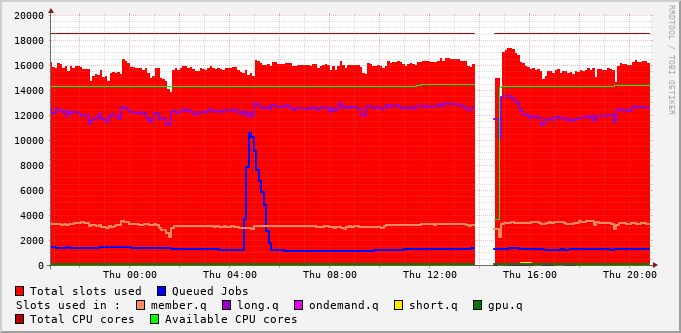 20000
18000
16000
14000
12000
10000
8000
6000
4000
2000
0
Thu 00:00 Thu 04:00 Thu 08:00 Thu 12:00 Thu 16:00 Thu 20:00
RRDTOOL / TOBI OETIKER
Total slots used Queued Jobs
Slots used in : member.q long.q ondemand.q short.q gpu.q
Total CPU cores Available CPU cores